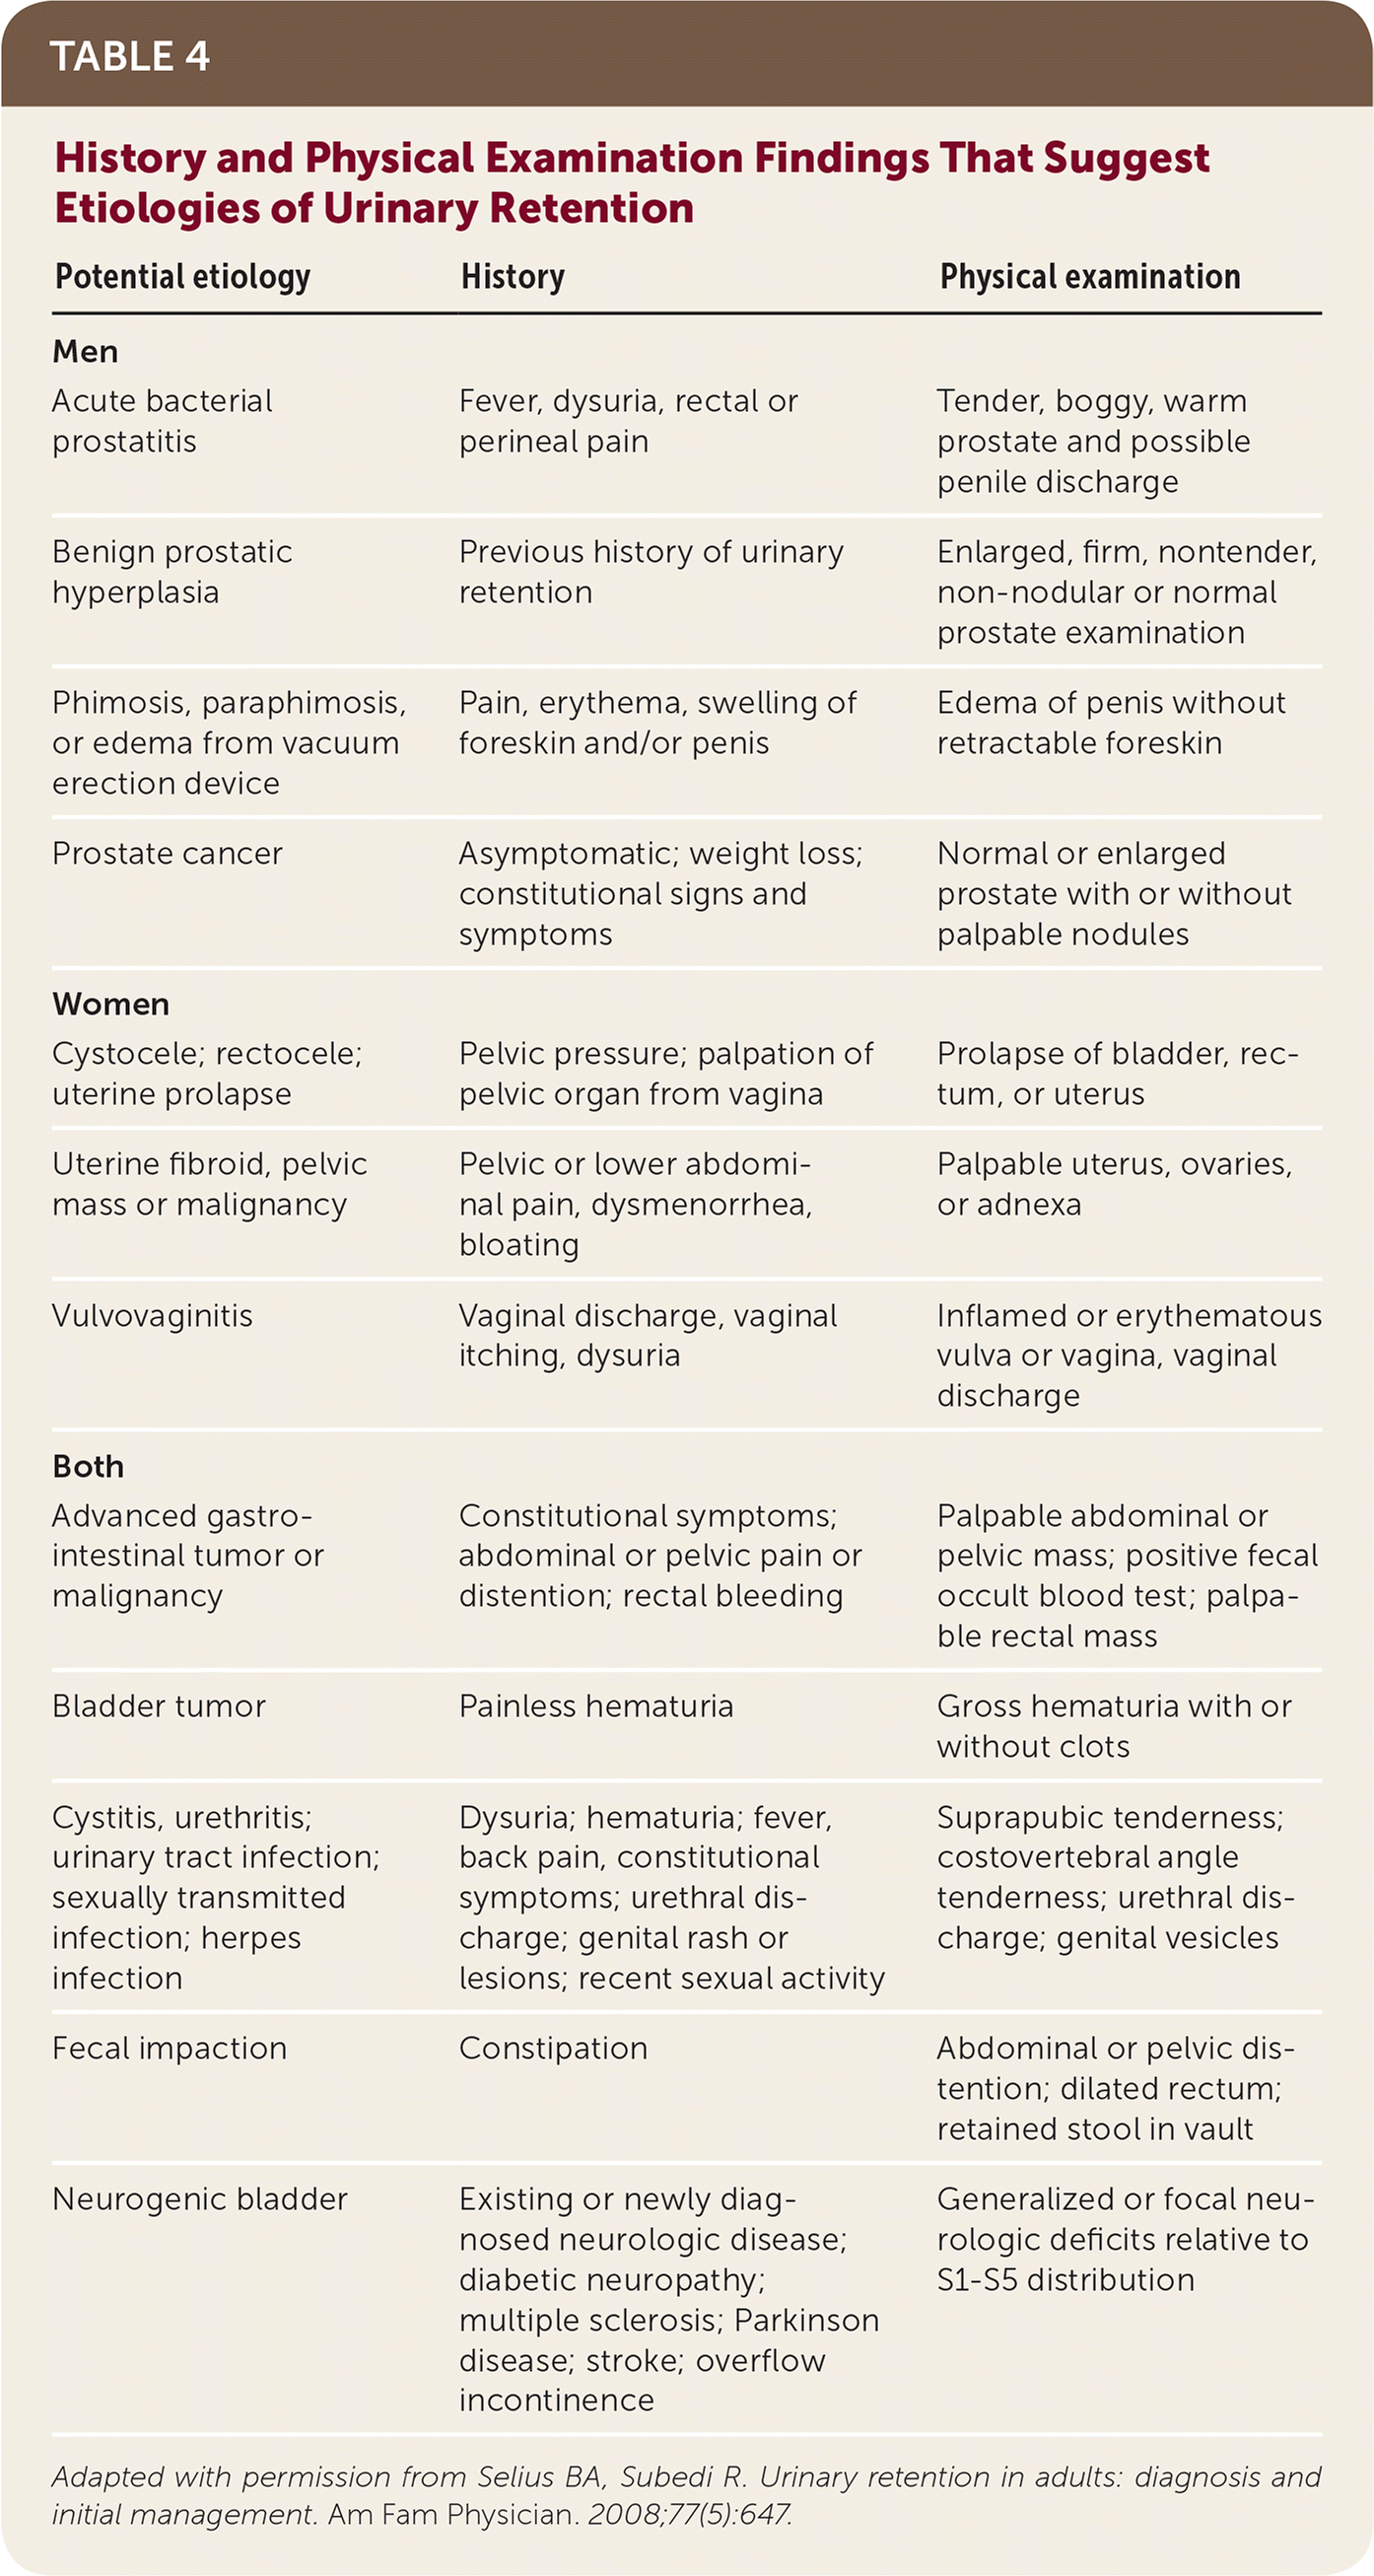 TABLE 4
History and Physical Examination Findings That Suggest
Etiologies of Urinary Retention
Potential etiology History Physical examination
Men
Acute bacterial Fever, dysuria, rectal or Tender, boggy, warm
prostatitis perineal pain prostate and possible
penile discharge
Benign prostatic Previous history of urinary Enlarged, firm, nontender,
hyperplasia retention non-nodular or normal
prostate examination
Phimosis, paraphimosis, Pain, erythema, swelling of Edema of penis without
or edema from vacuum foreskin and/or penis retractable foreskin
erection device
Prostate cancer Asymptomatic; weight loss; Normal or enlarged
constitutional signs and prostate with or without
symptoms palpable nodules
Women
Cystocele; rectocele; Pelvic pressure; palpation of Prolapse of bladder, rec-
uterine prolapse pelvic organ from vagina tum, or uterus
Uterine fibroid, pelvic Pelvic or lower abdomi- Palpable uterus, ovaries,
mass or malignancy nal pain, dysmenorrhea, or adnexa
bloating
Vulvovaginitis Vaginal discharge, vaginal Inflamed or erythematous
itching, dysuria vulva or vagina, vaginal
discharge
Both
Advanced gastro- Constitutional symptoms; Palpable abdominal or
intestinal tumor or abdominal or pelvic pain or pelvic mass; positive fecal
malignancy distention; rectal bleeding occult blood test; palpa-
ble rectal mass
Bladder tumor Painless hematuria Gross hematuria with or
without clots
Cystitis, urethritis; Dysuria; hematuria; fever, Suprapubic tenderness;
urinary tract infection; back pain, constitutional costovertebral angle
sexually transmitted symptoms; urethral dis- tenderness; urethral dis-
infection; herpes charge; genital rash or charge; genital vesicles
infection lesions; recent sexual activity
Fecal impaction Constipation Abdominal or pelvic dis-
tention; dilated rectum;
retained stool in vault
Neurogenic bladder Existing or newly diag- Generalized or focal neu-
nosed neurologic disease; rologic deficits relative to
diabetic neuropathy; S1-S5 distribution
multiple sclerosis; Parkinson
disease; stroke; overflow
incontinence
Adapted with permission from Selius BA, Subedi R. Urinary retention in adults: diagnosis and
initial management. Am Fam Physician. 2008;77(5):647.